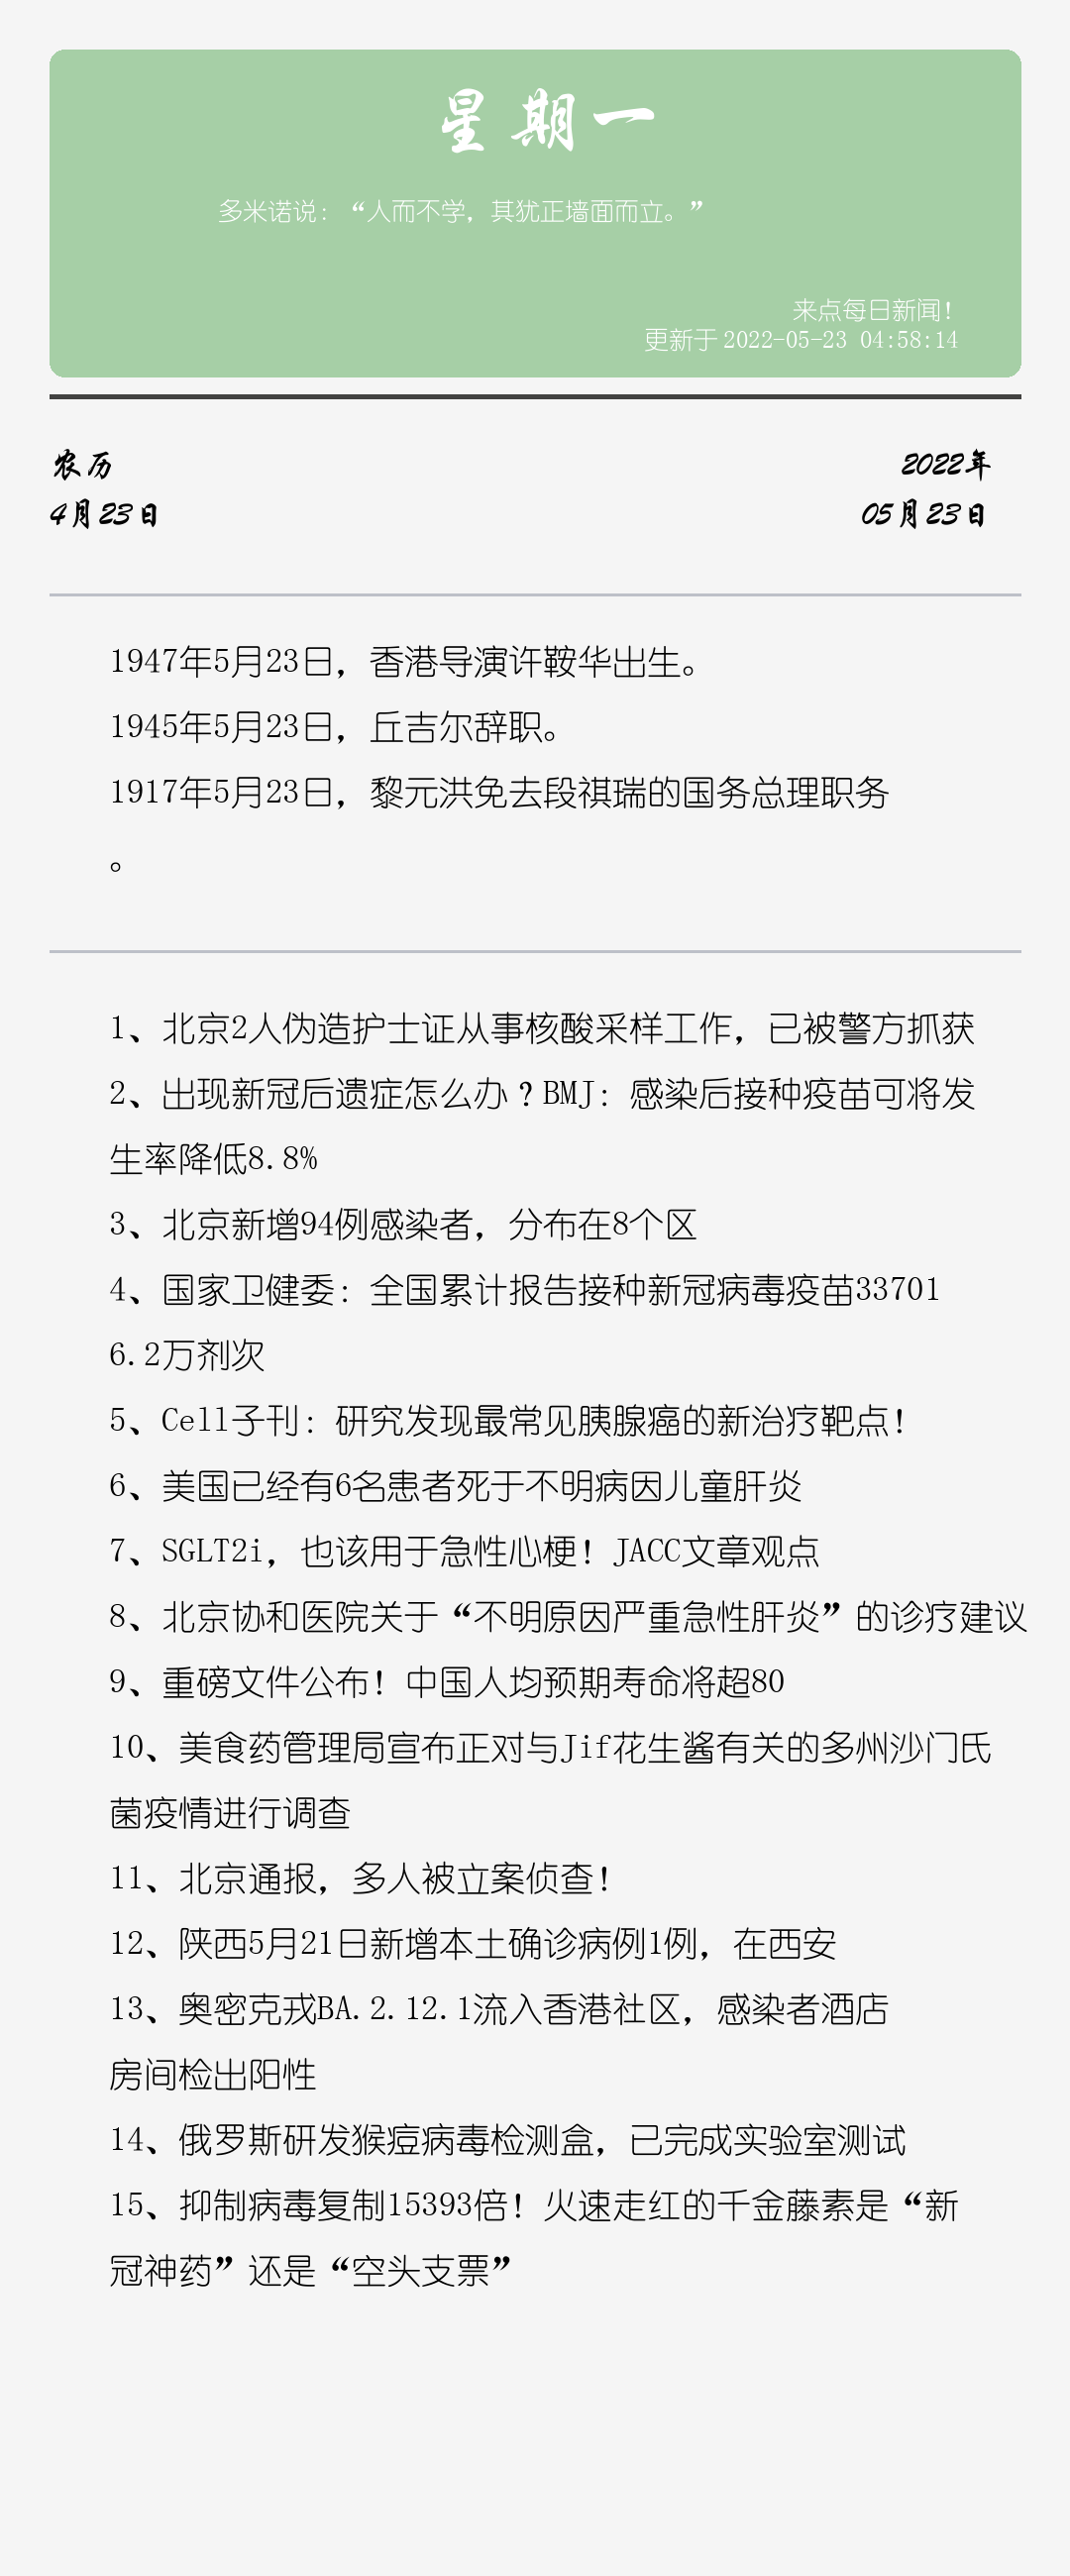 星期一
多米诺说：“人而不学，其犹正墙面而立。”
来点每日新闻！
更新于 2022-05-23 04:58:14
农历
2022年
4月23日
05月23日
1947年5月23日，香港导演许鞍华出生。
1945年5月23日，丘吉尔辞职。
1917年5月23日，黎元洪免去段祺瑞的国务总理职务
。
1、北京2人伪造护士证从事核酸采样工作，已被警方抓获
2、出现新冠后遗症怎么办？BMJ：感染后接种疫苗可将发
生率降低8.8%
3、北京新增94例感染者，分布在8个区
4、国家卫健委：全国累计报告接种新冠病毒疫苗33701
6.2万剂次
5、Cell子刊：研究发现最常见胰腺癌的新治疗靶点！
6、美国已经有6名患者死于不明病因儿童肝炎
7、SGLT2i，也该用于急性心梗！JACC文章观点
8、北京协和医院关于“不明原因严重急性肝炎”的诊疗建议
9、重磅文件公布！中国人均预期寿命将超80
10、美食药管理局宣布正对与Jif花生酱有关的多州沙门氏
菌疫情进行调查
11、北京通报，多人被立案侦查！
12、陕西5月21日新增本土确诊病例1例，在西安
13、奥密克戎BA.2.12.1流入香港社区，感染者酒店
房间检出阳性
14、俄罗斯研发猴痘病毒检测盒，已完成实验室测试
15、抑制病毒复制15393倍！火速走红的千金藤素是“新
冠神药”还是“空头支票”